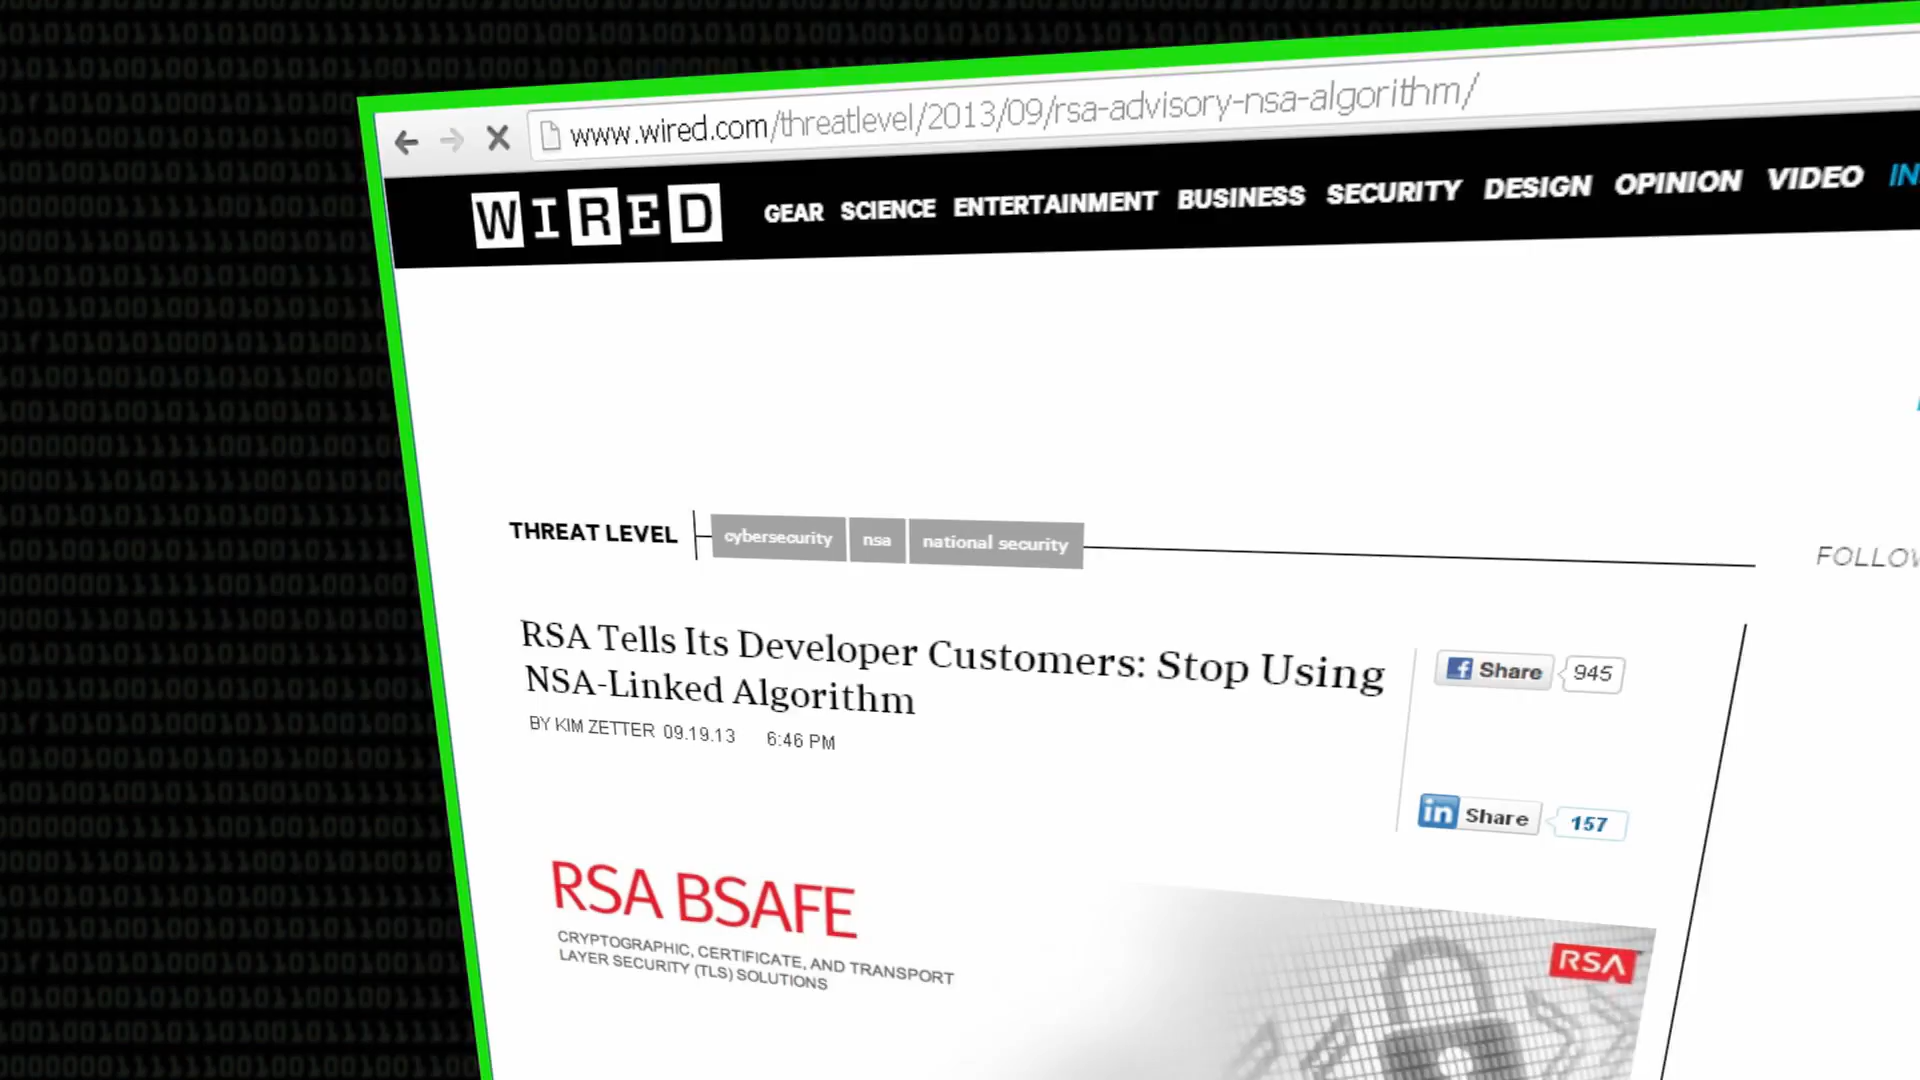 www.wired.com/threatlevel/2013/09/rsa-advisory-nsa-algorithm/
WIRED
GEAR SCIENCE ENTERTAINMENT BUSINESS SECURITY DESIGN OPINION VIDEO
THREAT LEVEL
cybersecurity nsa national security
RSA Tells Its Developer Customers: Stop Using
NSA-Linked Algorithm
BY KIM ZETTER 09.19.13 6:46 PM
Share 945
in Share 157
RSA BSAFE
CRYPTOGRAPHIC, CERTIFICATE, AND TRANSPORT
LAYER SECURITY (TLS) SOLUTIONS
RSA